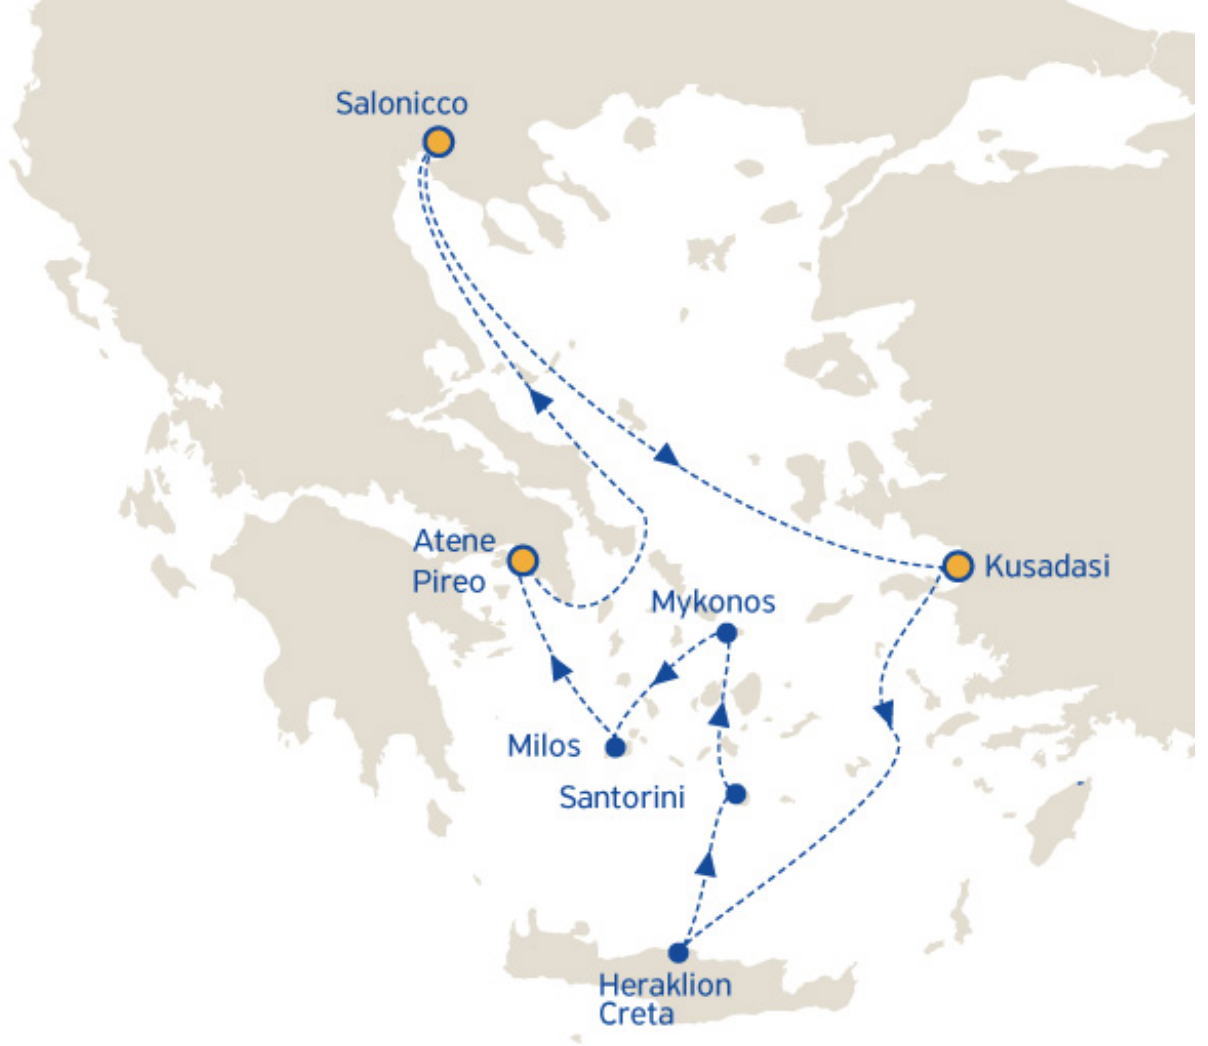 Salonicco
Atene
Pireo
Kusadasi
Mykonos
Milos
Santorini
Heraklion
Creta